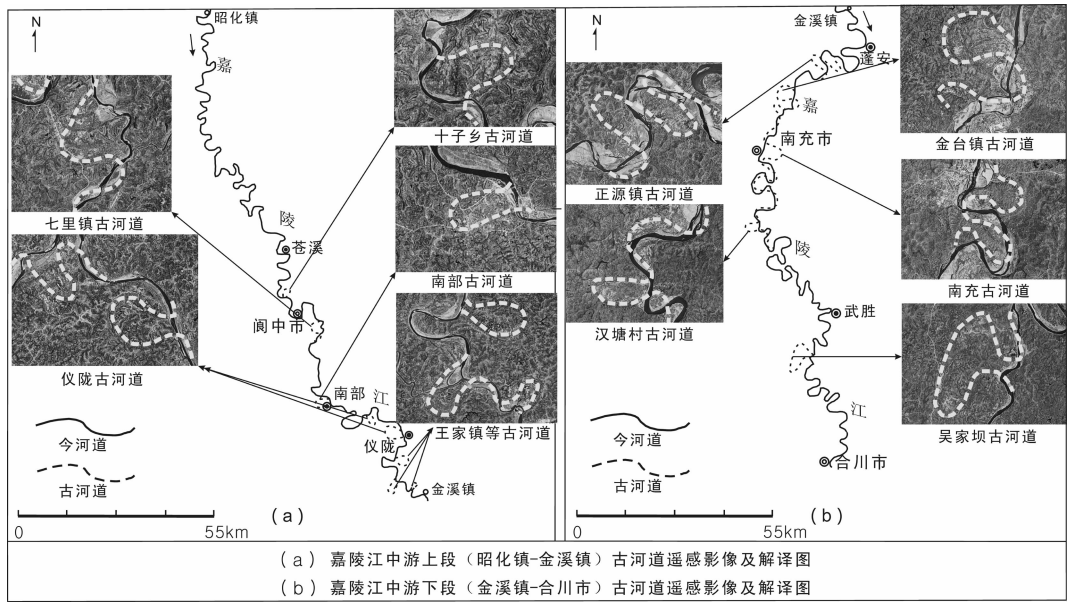 N
昭化镇
嘉
十子乡古河道
七里镇古河道
陵
苍溪
南部古河道
阆中市
仪陇古河道
南部
江
王家镇等古河道
仪陇
今河道
古河道
金溪镇
(a)
0
55km
N
金溪镇
蓬安
嘉
金台镇古河道
南充市
正源镇古河道
陵
南充古河道
汉塘村古河道
武胜
江
吴家坝古河道
今河道
合川市
古河道
(b)
0
55km
(a) 嘉陵江中游上段(昭化镇-金溪镇)古河道遥感影像及解译图
(b) 嘉陵江中游下段(金溪镇-合川市)古河道遥感影像及解译图